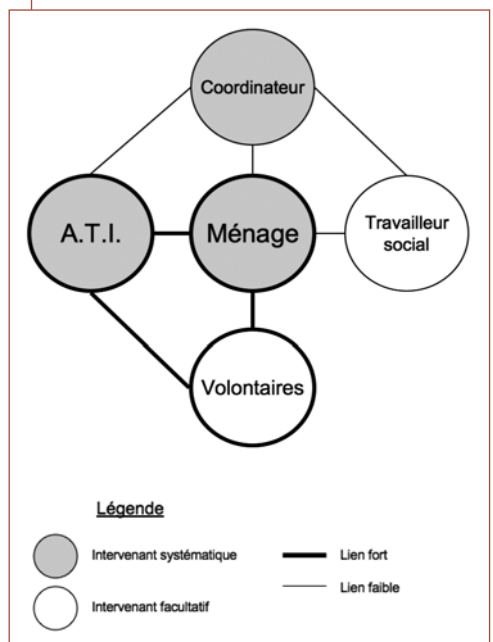 Coordinateur
A.T.I.
Ménage
Travailleur
social
Volontaires
Légende
Intervenant systématique
Lien fort
Lien faible
Intervenant facultatif